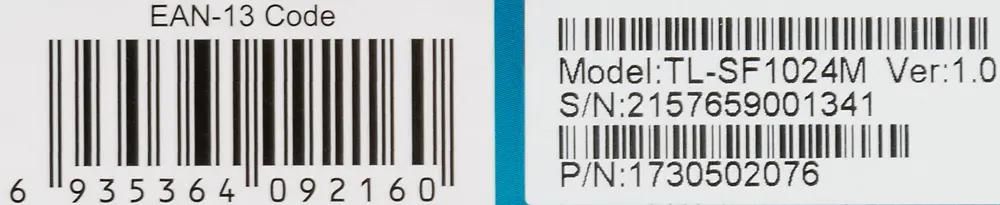 EAN-13 Code
6 935364 092160
Model:TL-SF1024M Ver:1.0
S/N:2157659001341
P/N:1730502076